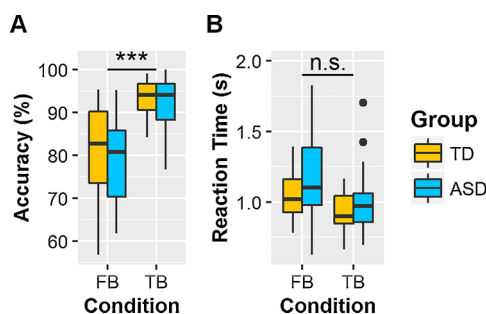 A
Accuracy (%)
100
90
80
70
60
***
FB
TB
Condition
B
Reaction Time (s)
2.0
1.5
1.0
n.s.
FB
TB
Condition
Group
TD
ASD